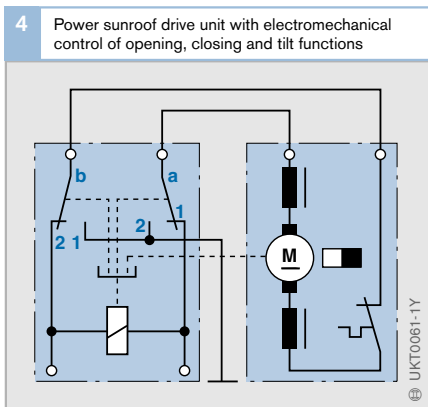 4
Power sunroof drive unit with electromechanical
control of opening, closing and tilt functions
b
a
1
2
2 1
M
UKT0061-1Y